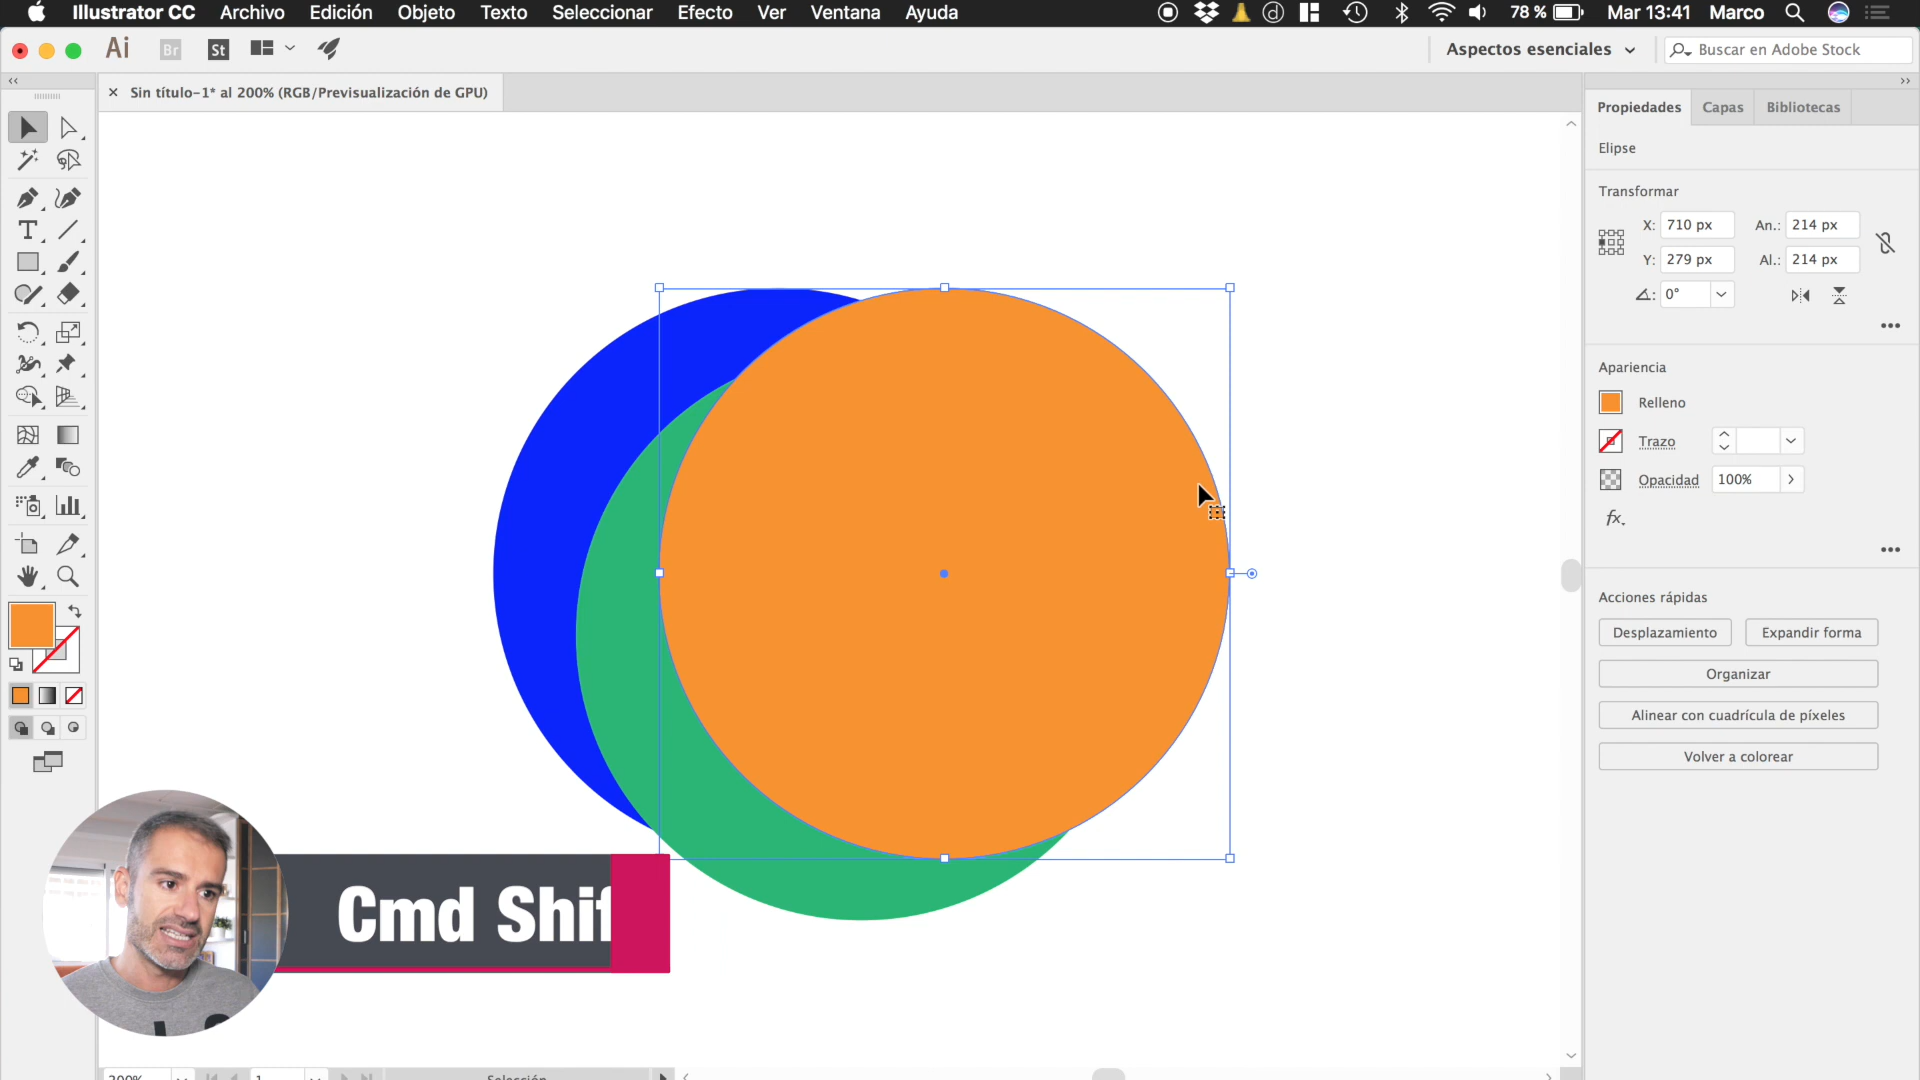 Illustrator CC Archivo Edición Objeto Texto Seleccionar Efecto Ver Ventana Ayuda 78 % Mar 13:41 Marco
Ai Br St Aspectos esenciales Buscar en Adobe Stock
× Sin título-1* al 200% (RGB/Previsualización de GPU)
Propiedades Capas Bibliotecas
Elipse
Transformar
X: 710 px An.: 214 px
Y: 279 px Al.: 214 px
0°
Apariencia
Relleno
Trazo
Opacidad 100%
fx.
Acciones rápidas
Desplazamiento Expandir forma
Organizar
Alinear con cuadrícula de píxeles
Volver a colorear
Cmd Shif
200% 1 Selección